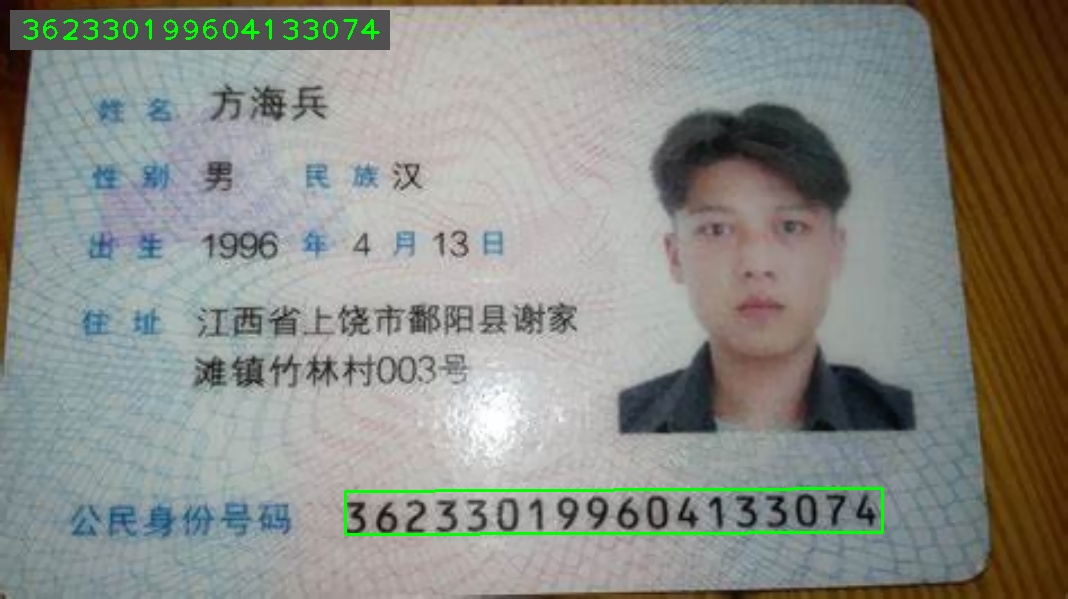 362330199604133074
姓名 方海兵
性别 男 民族 汉
出生 1996 年 4 月 13 日
住址 江西省上饶市鄱阳县谢家
滩镇竹林村003号
公民身份号码 362330199604133074